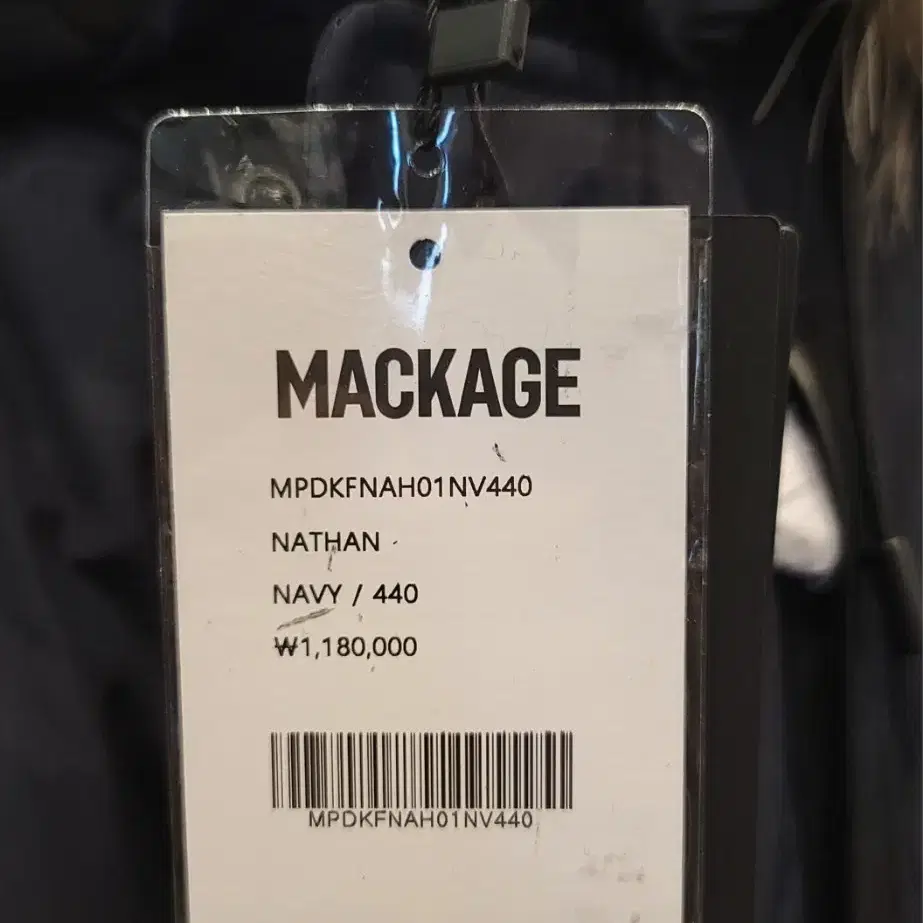 MACKAGE
MPDKFNAH01NV440
NATHAN
NAVY / 440
₩1,180,000
MPDKFNAH01NV440